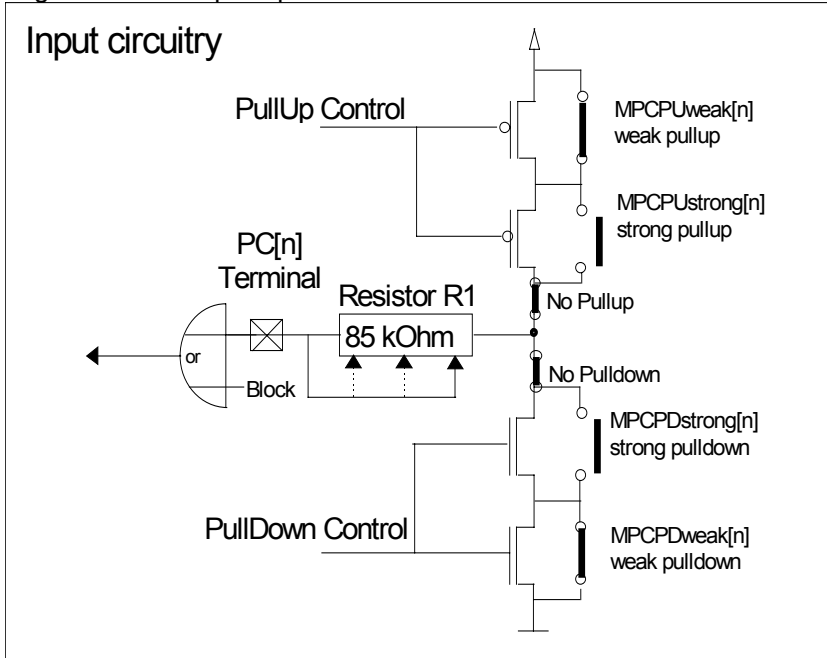 Input circuitry
PullUp Control
MPCPUweak[n]
weak pullup
MPCPUstrong[n]
strong pullup
PC[n]
Terminal
Resistor R1
No Pullup
85 kOhm
or
Block
No Pulldown
MPCPDstrong[n]
strong pulldown
PullDown Control
MPCPDweak[n]
weak pulldown